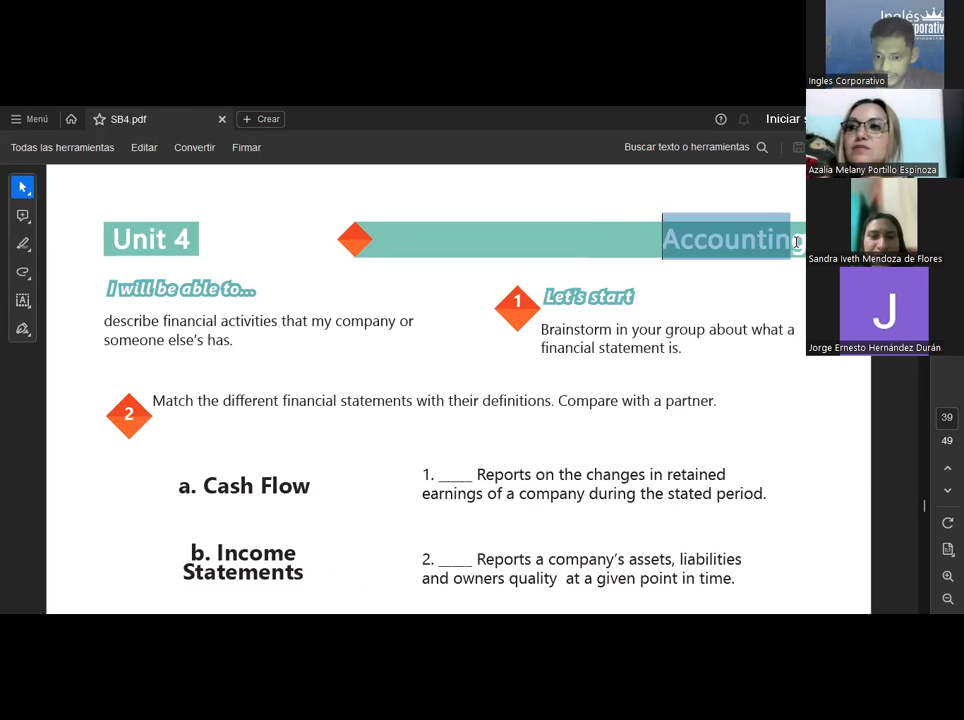 Inglés
Ingles Corporativo
Menú
SB4.pdf
Crear
Iniciar s
Todas las herramientas
Editar
Convertir
Firmar
Buscar texto o herramientas
Azalia Melany Portillo Espinoza
Unit 4
Accounting
Sandra Iveth Mendoza de Flores
I will be able to...
describe financial activities that my company or
someone else's has.
1
Let's start
Brainstorm in your group about what a
financial statement is.
J
Jorge Ernesto Hernández Durán
2
Match the different financial statements with their definitions. Compare with a partner.
a. Cash Flow
1. _____ Reports on the changes in retained
earnings of a company during the stated period.
b. Income
Statements
2. _____ Reports a company's assets, liabilities
and owners quality at a given point in time.
39
49